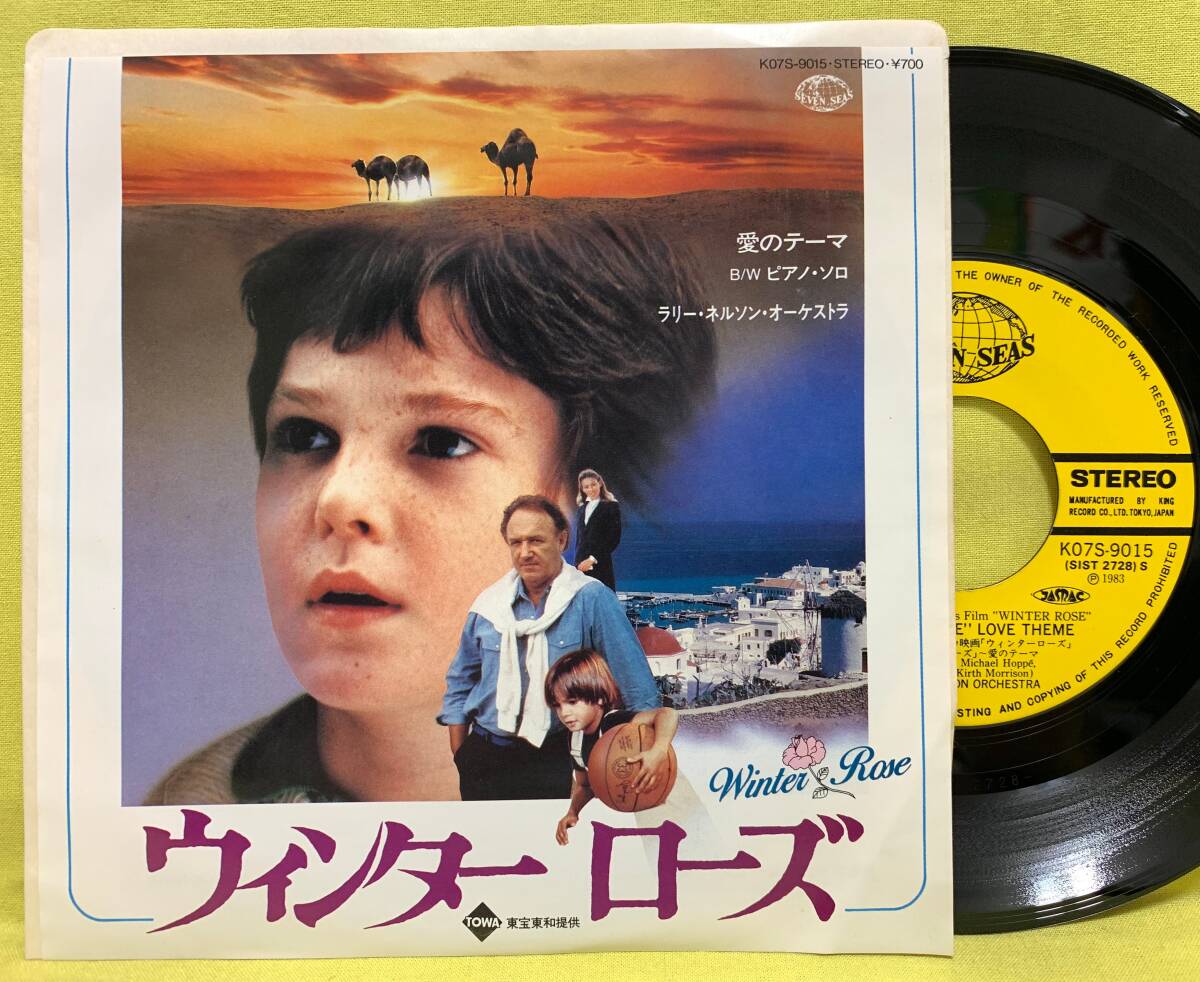 K07S-9015・STEREO・¥700
SEVEN SEAS
愛のテーマ
B/W ピアノ・ソロ
ラリー・ネルソン・オーケストラ
Winter Rose
ウィンターローズ
TOWA 東宝東和提供
THE OWNER OF THE RECORDED WORK RESERVED
SEAS
STEREO
MANUFACTURED BY KING
RECORD CO., LTD. TOKYO, JAPAN
K07S-9015
(SIST 2728) S
Ⓟ 1983
JASRAC
Film "WINTER ROSE"
LOVE THEME
映画「ウィンターローズ」
～愛のテーマ
Michael Hoppé,
Kirth Morrison)
ORCHESTRA
AND COPYING OF THIS RECORD PROHIBITED